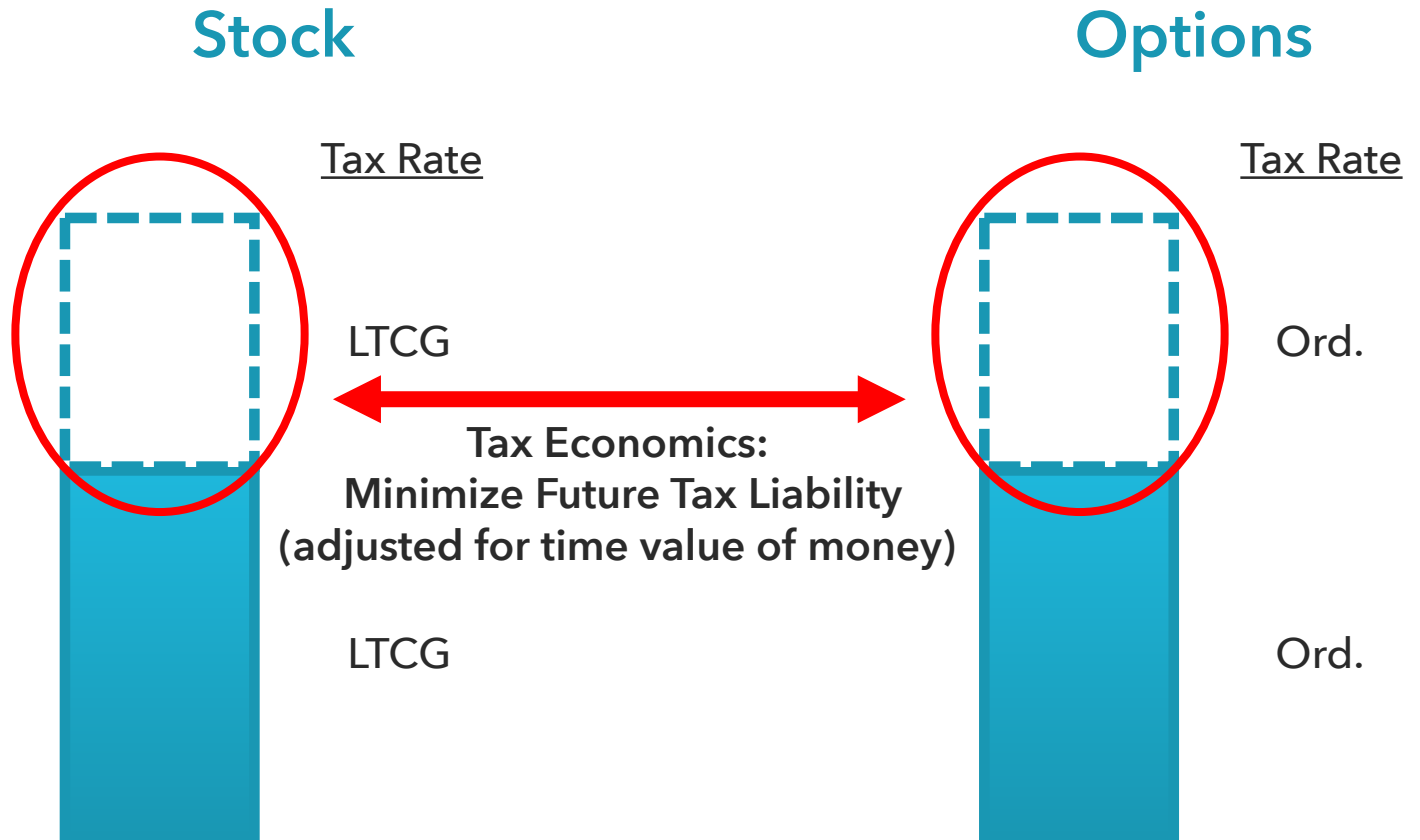 Stock
Options
Tax Rate
Tax Rate
LTCG
Ord.
Tax Economics:
Minimize Future Tax Liability
(adjusted for time value of money)
LTCG
Ord.